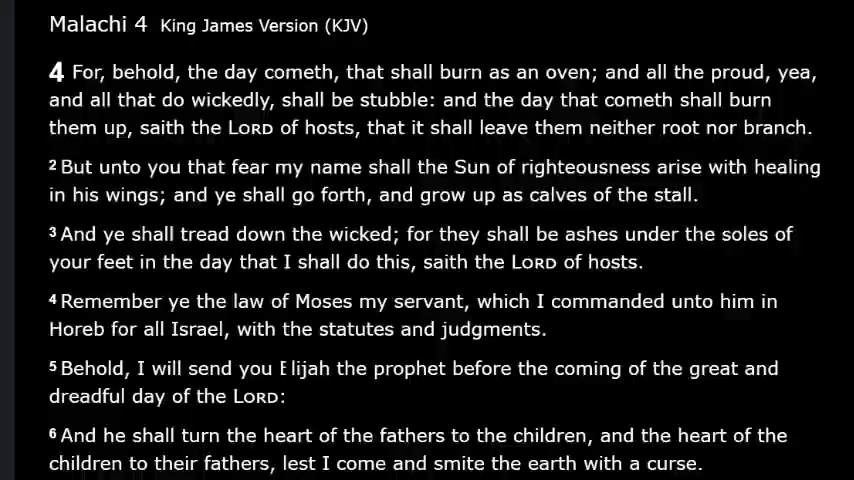 Malachi 4 King James Version (KJV)
4 For, behold, the day cometh, that shall burn as an oven; and all the proud, yea,
and all that do wickedly, shall be stubble: and the day that cometh shall burn
them up, saith the LORD of hosts, that it shall leave them neither root nor branch.
2 But unto you that fear my name shall the Sun of righteousness arise with healing
in his wings; and ye shall go forth, and grow up as calves of the stall.
3 And ye shall tread down the wicked; for they shall be ashes under the soles of
your feet in the day that I shall do this, saith the LORD of hosts.
4 Remember ye the law of Moses my servant, which I commanded unto him in
Horeb for all Israel, with the statutes and judgments.
5 Behold, I will send you Elijah the prophet before the coming of the great and
dreadful day of the LORD:
6 And he shall turn the heart of the fathers to the children, and the heart of the
children to their fathers, lest I come and smite the earth with a curse.